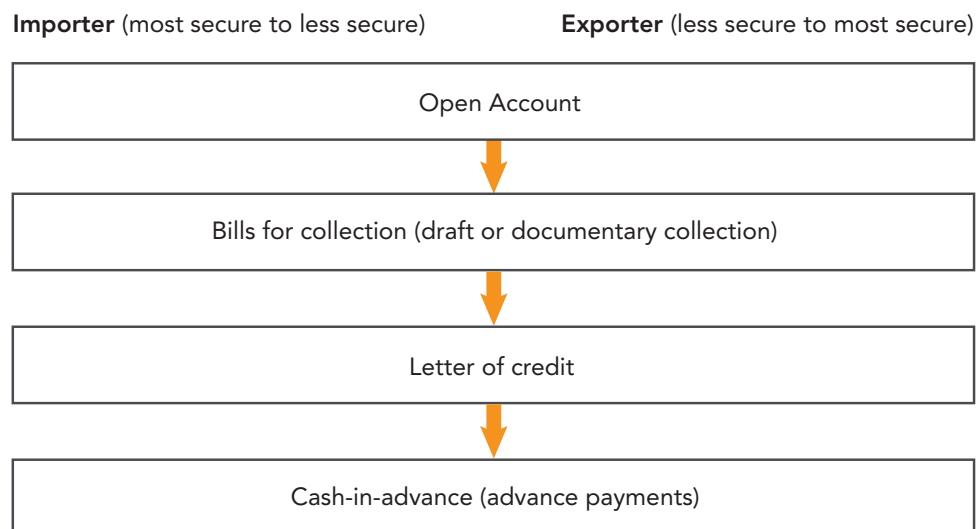 Importer (most secure to less secure) Exporter (less secure to most secure)
Open Account
Bills for collection (draft or documentary collection)
Letter of credit
Cash-in-advance (advance payments)